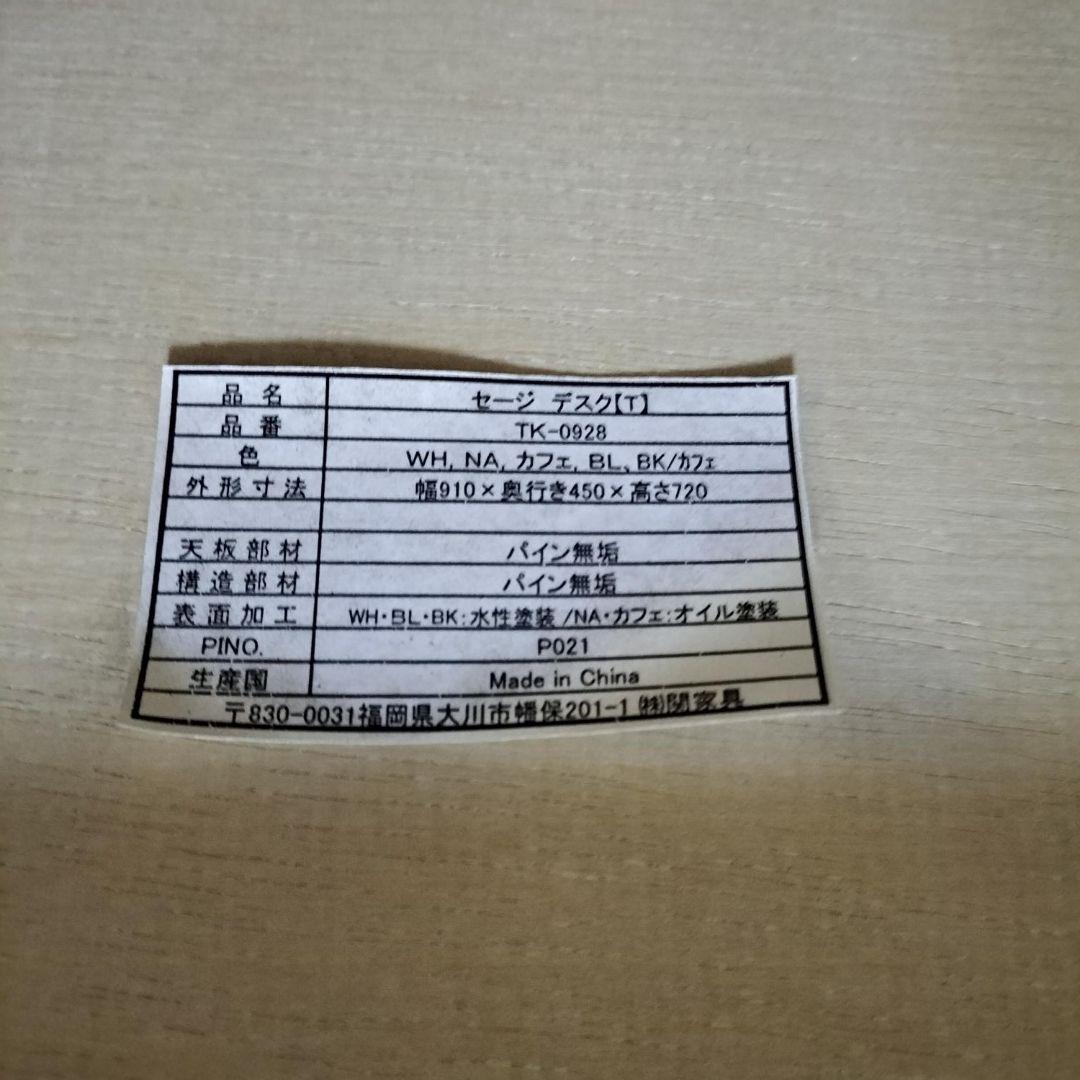 品名 セージ デスク【T】
品番 TK-0928
色 WH, NA, カフェ, BL、BK/カフェ
外形寸法 幅910×奥行き450×高さ720
天板部材 パイン無垢
構造部材 パイン無垢
表面加工 WH・BL・BK:水性塗装/NA・カフェ:オイル塗装
PINO. P021
生産國 Made in China
〒830-0031福岡県大川市幡保201-1 ㈱関家具